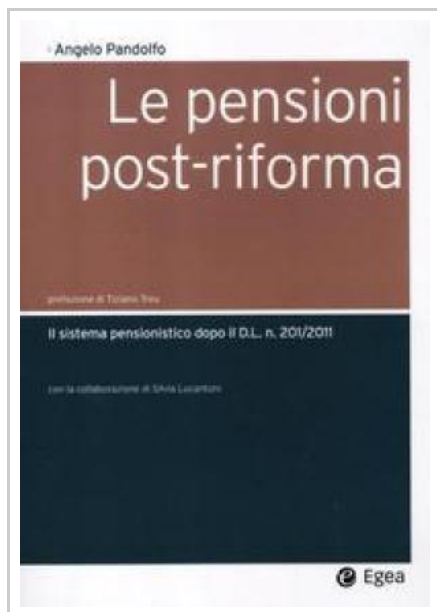 Angelo Pandolfo
Le pensioni
post-riforma
prefazione di Tiziano Treu
Il sistema pensionistico dopo il D.L. n. 201/2011
con la collaborazione di Silvia Lucantoni
e Egea